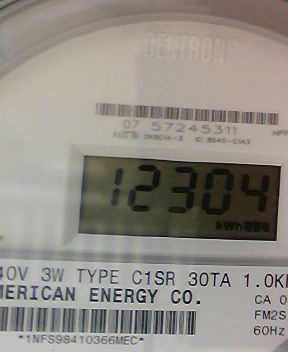 CENTRON®
07 57245311
12304
kWh
40V 3W TYPE C1SR 30TA 1.0K
MERICAN ENERGY CO.
CA 0
FM2S
60Hz
*1NFS98410366MEC*